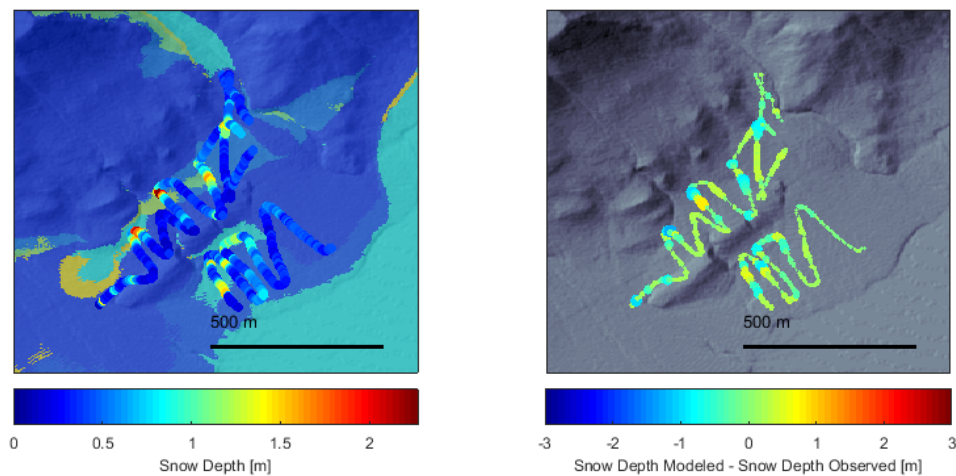 500 m
500 m
0 0.5 1 1.5 2
Snow Depth [m]
-3 -2 -1 0 1 2 3
Snow Depth Modeled - Snow Depth Observed [m]